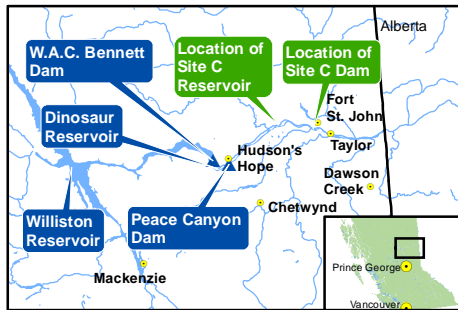 W.A.C. Bennett
Dam
Location of
Site C
Reservoir
Location of
Site C Dam
Alberta
Fort
St. John
Dinosaur
Reservoir
Hudson's
Hope
Taylor
Dawson
Creek
Williston
Reservoir
Peace Canyon
Dam
Chetwynd
Mackenzie
Prince George
Vancouver